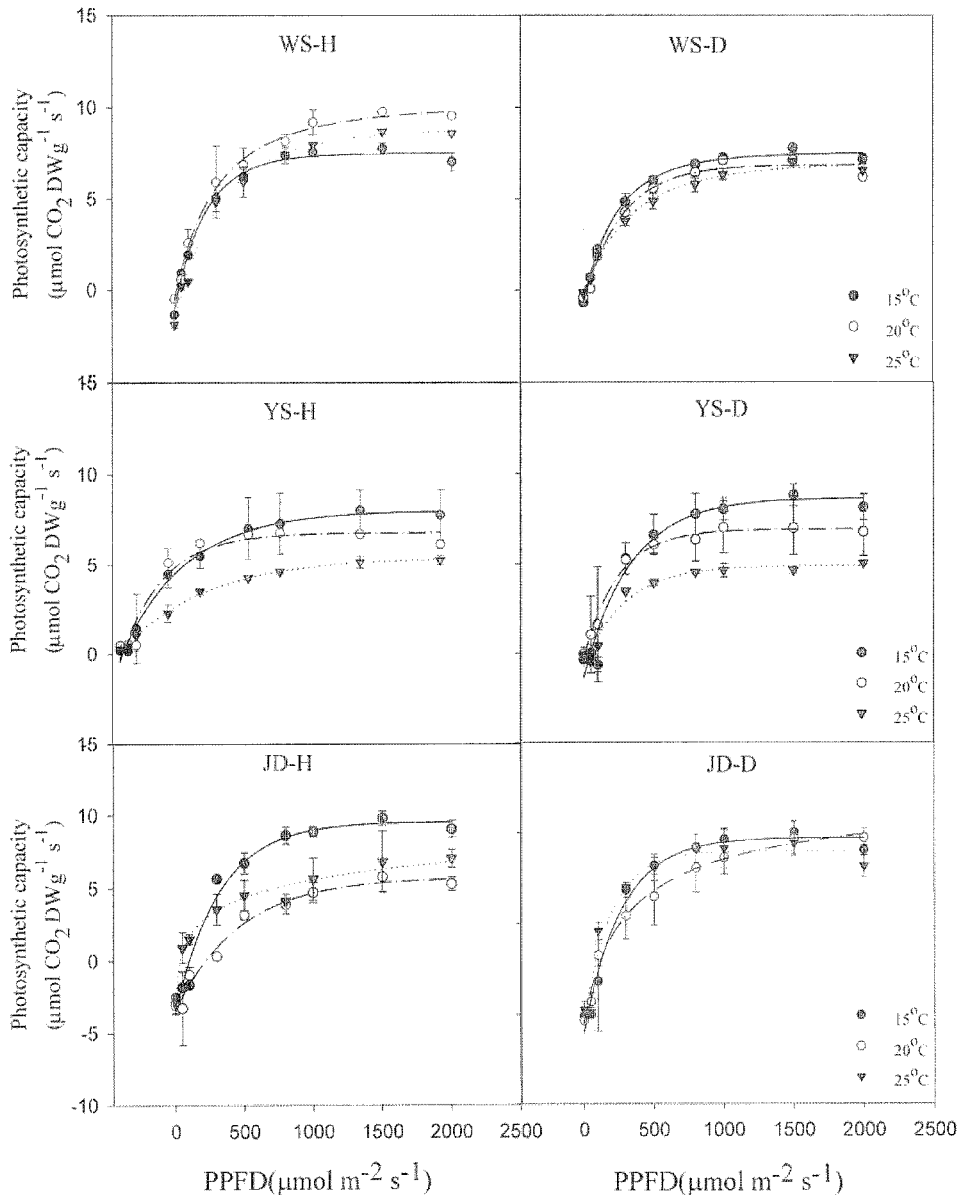 15
WS-H
WS-D
10
5
0
Photosynthetic capacity
(μmol CO₂ DWg⁻¹ s⁻¹)
15°C
20°C
25°C
15
YS-H
YS-D
10
5
0
Photosynthetic capacity
(μmol CO₂ DWg⁻¹ s⁻¹)
15°C
20°C
25°C
15
JD-H
JD-D
10
5
0
-5
-10
Photosynthetic capacity
(μmol CO₂ DWg⁻¹ s⁻¹)
15°C
20°C
25°C
0 500 1000 1500 2000 2500
0 500 1000 1500 2000 2500
PPFD(μmol m⁻² s⁻¹)
PPFD(μmol m⁻² s⁻¹)